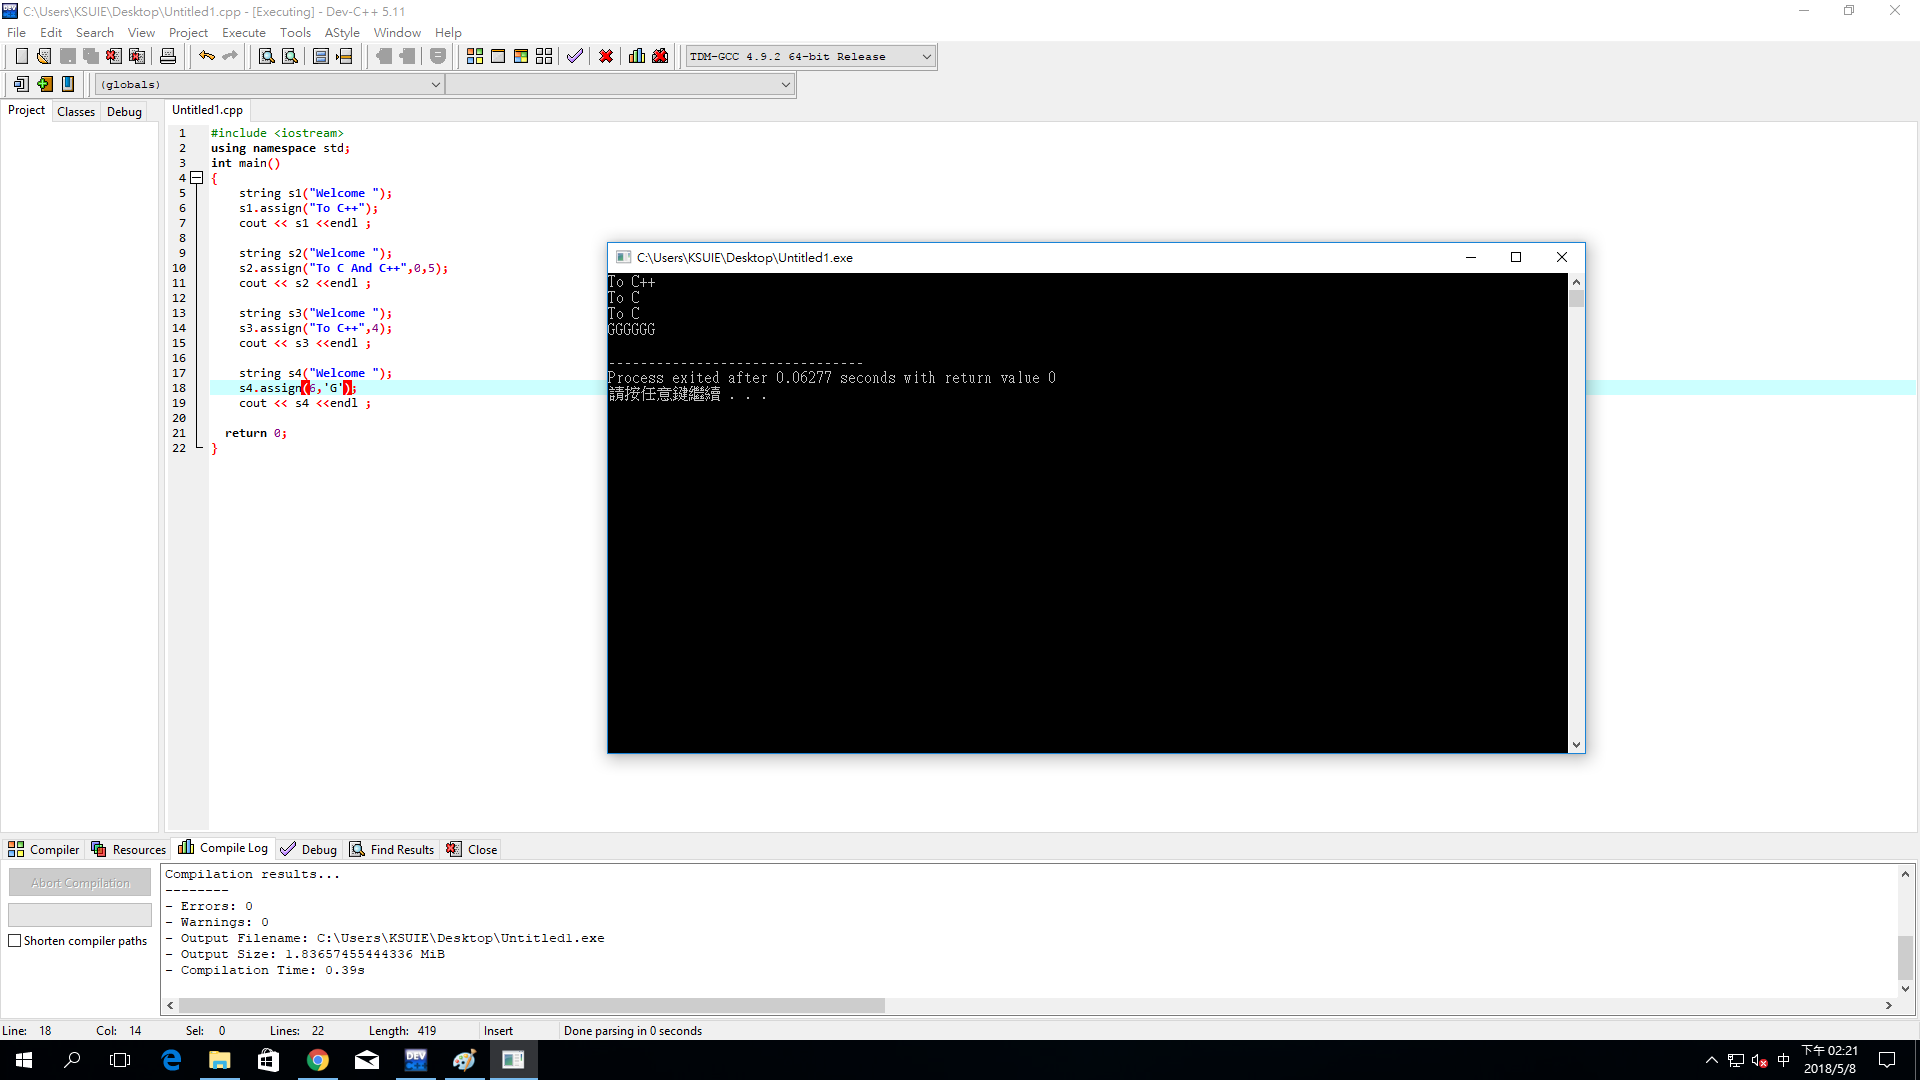 C:\Users\KSUIE\Desktop\Untitled1.cpp - [Executing] - Dev-C++ 5.11
File Edit Search View Project Execute Tools AStyle Window Help
TDM-GCC 4.9.2 64-bit Release
(globals)
Project Classes Debug
Untitled1.cpp
1 #include <iostream>
2 using namespace std;
3 int main()
4 {
5 string s1("Welcome ");
6 s1.assign("To C++");
7 cout << s1 <<endl ;
8
9 string s2("Welcome ");
10 s2.assign("To C And C++",0,5);
11 cout << s2 <<endl ;
12
13 string s3("Welcome ");
14 s3.assign("To C++",4);
15 cout << s3 <<endl ;
16
17 string s4("Welcome ");
18 s4.assign(6,'G');
19 cout << s4 <<endl ;
20
21 return 0;
22 }
C:\Users\KSUIE\Desktop\Untitled1.exe
To C++
To C
To C
GGGGGG
--------------------------------
Process exited after 0.06277 seconds with return value 0
請按任意鍵繼續 . . .
Compiler Resources Compile Log Debug Find Results Close
Abort Compilation
Shorten compiler paths
Compilation results...
--------
- Errors: 0
- Warnings: 0
- Output Filename: C:\Users\KSUIE\Desktop\Untitled1.exe
- Output Size: 1.83657455444336 MiB
- Compilation Time: 0.39s
Line: 18 Col: 14 Sel: 0 Lines: 22 Length: 419 Insert Done parsing in 0 seconds
DEV
中
下午 02:21
2018/5/8